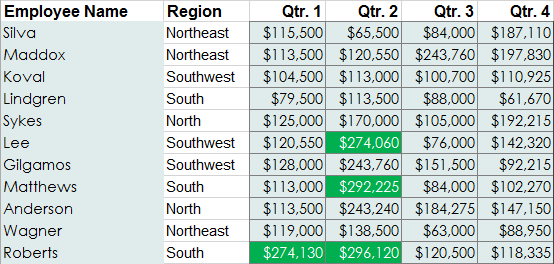 Employee Name Region Qtr. 1 Qtr. 2 Qtr. 3 Qtr. 4
Silva Northeast $115,500 $65,500 $84,000 $187,110
Maddox Northeast $113,500 $120,550 $243,760 $197,830
Koval Southwest $104,500 $113,000 $100,700 $110,925
Lindgren South $79,500 $113,500 $88,000 $61,670
Sykes North $125,000 $170,000 $105,000 $192,215
Lee Southwest $120,550 $274,060 $76,000 $142,320
Gilgamos Southwest $128,000 $243,760 $151,500 $92,215
Matthews South $113,000 $292,225 $84,000 $102,270
Anderson North $113,500 $243,240 $184,275 $147,150
Wagner Northeast $119,000 $138,500 $63,000 $88,950
Roberts South $274,130 $296,120 $120,500 $118,335